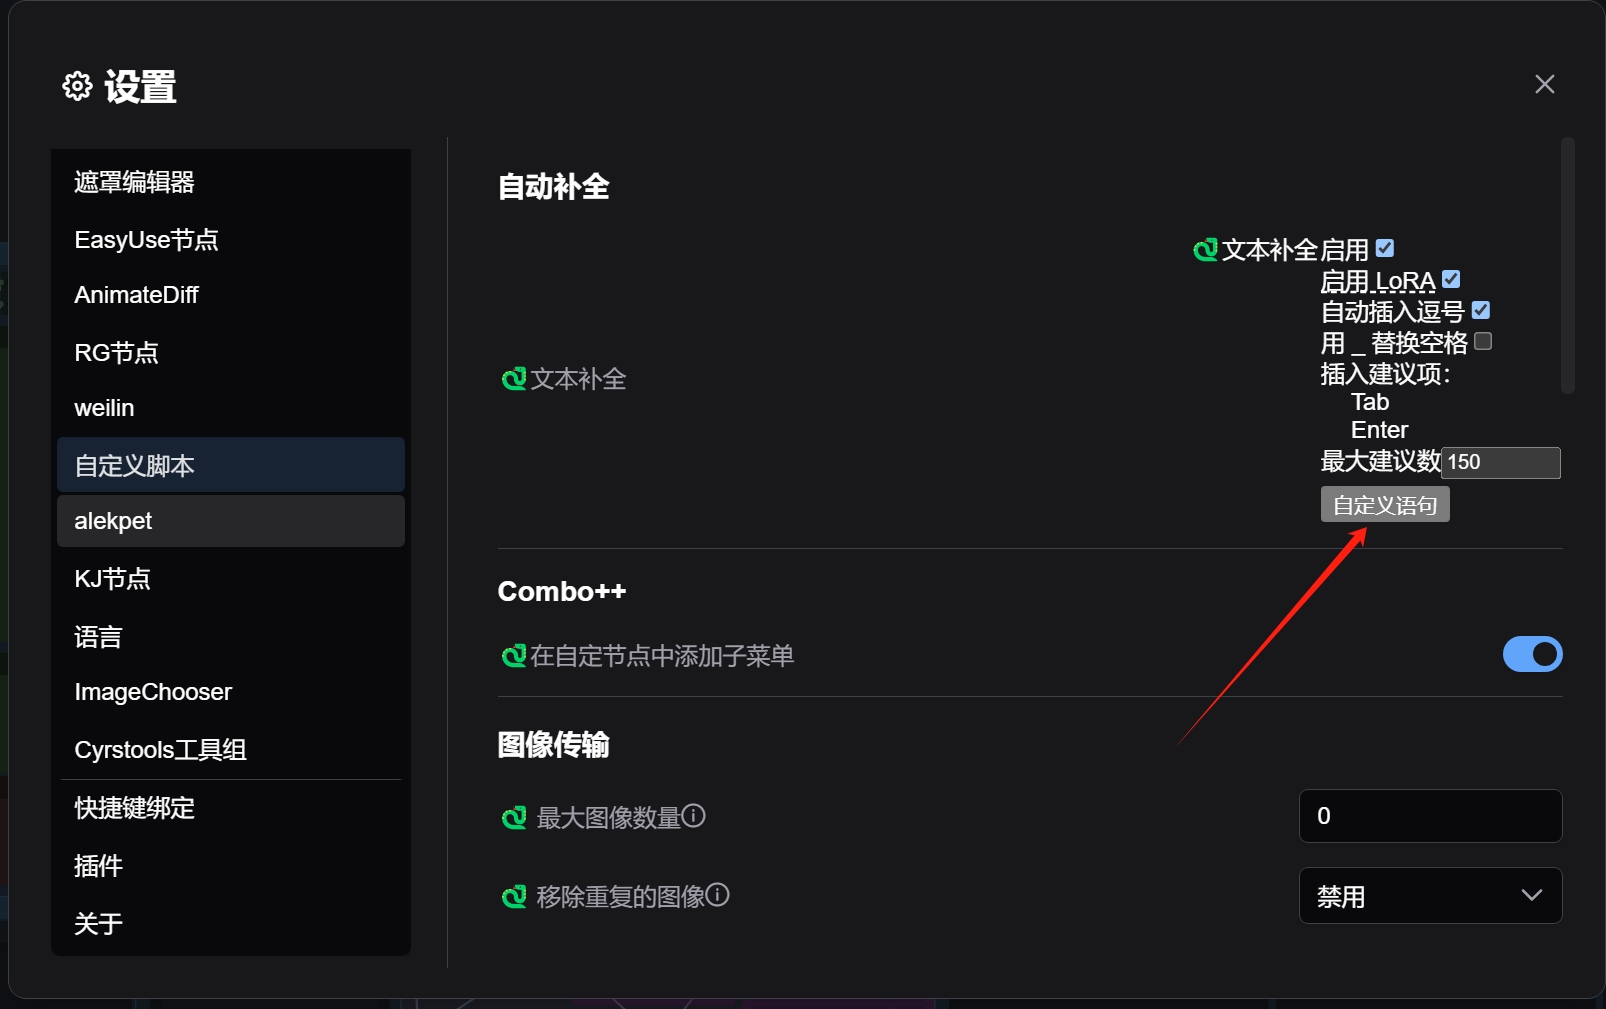 设置
遮罩编辑器
EasyUse节点
AnimateDiff
RG节点
weilin
自定义脚本
alekpet
KJ节点
语言
ImageChooser
Cyrstools工具组
快捷键绑定
插件
关于
自动补全
文本补全
文本补全 启用
启用 LoRA
自动插入逗号
用 _ 替换空格
插入建议项：
Tab
Enter
最大建议数 150
自定义语句
Combo++
在自定节点中添加子菜单
图像传输
最大图像数量 0
移除重复的图像 禁用